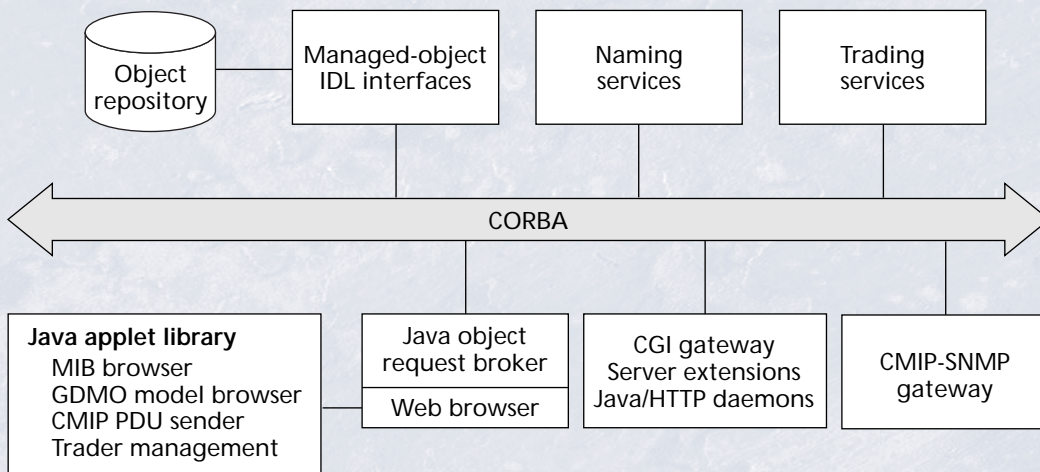 Object
repository
Managed-object
IDL interfaces
Naming
services
Trading
services
CORBA
Java applet library
MIB browser
GDMO model browser
CMIP PDU sender
Trader management
Java object
request broker
Web browser
CGI gateway
Server extensions
Java/HTTP daemons
CMIP-SNMP
gateway